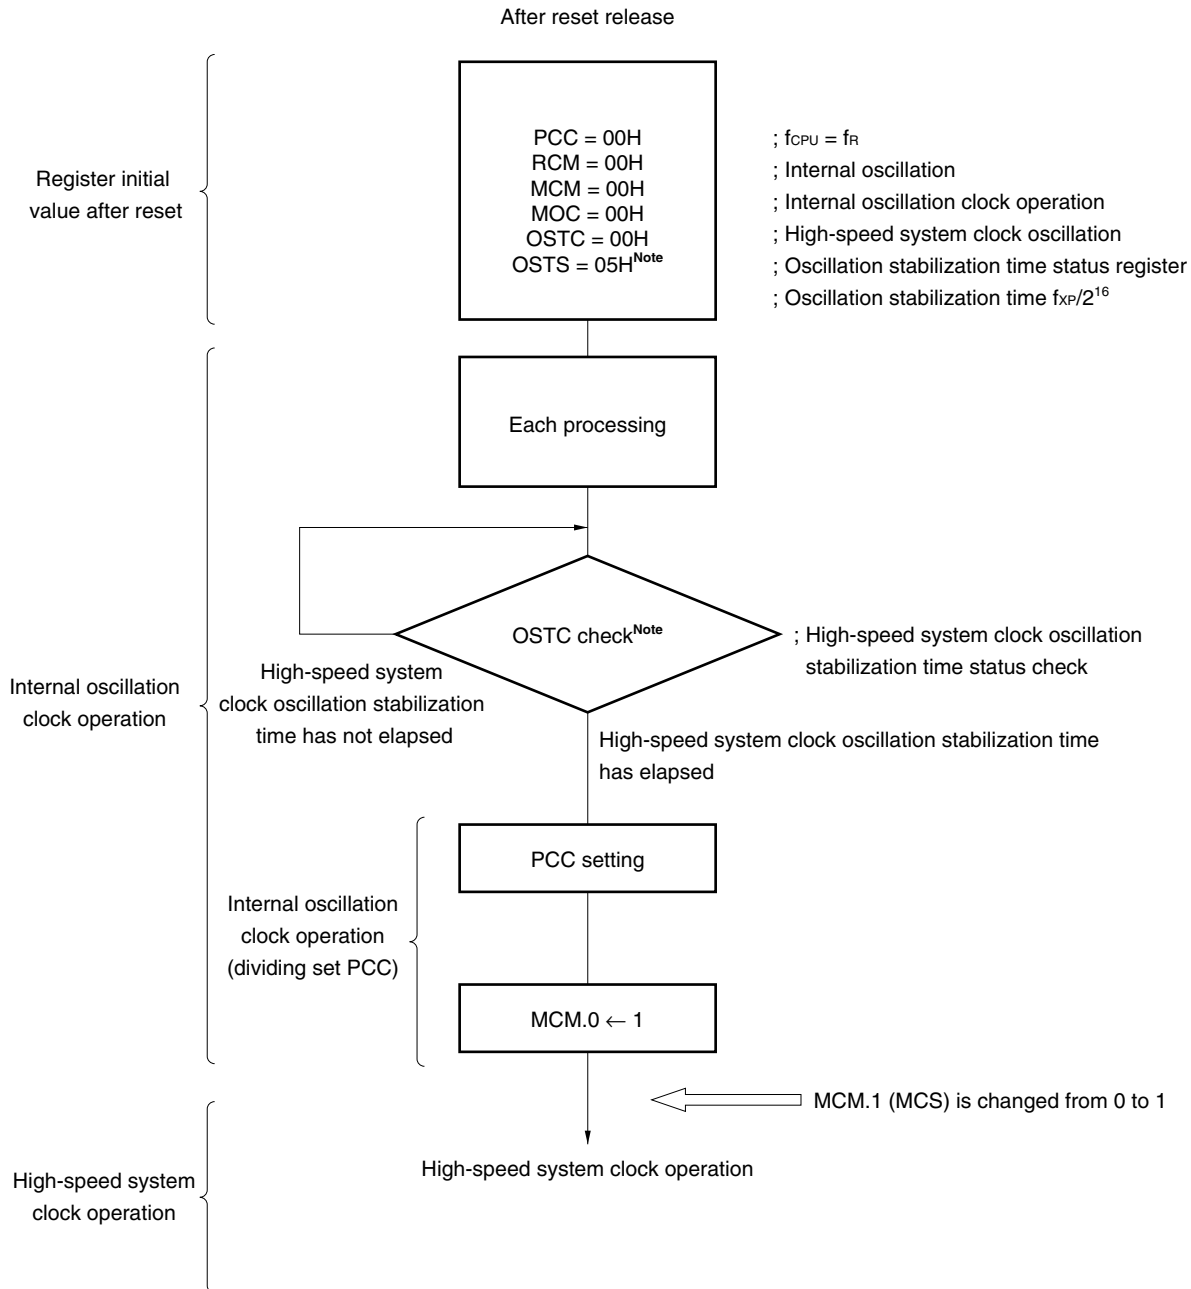 After reset release
Register initial
value after reset
PCC = 00H
RCM = 00H
MCM = 00H
MOC = 00H
OSTC = 00H
OSTS = 05HNote
; fCPU = fR
; Internal oscillation
; Internal oscillation clock operation
; High-speed system clock oscillation
; Oscillation stabilization time status register
; Oscillation stabilization time fXP/2^16
Each processing
Internal oscillation
clock operation
OSTC checkNote
; High-speed system clock oscillation
stabilization time status check
High-speed system
clock oscillation stabilization
time has not elapsed
High-speed system clock oscillation stabilization time
has elapsed
Internal oscillation
clock operation
(dividing set PCC)
PCC setting
MCM.0 ← 1
MCM.1 (MCS) is changed from 0 to 1
High-speed system clock operation
High-speed system
clock operation